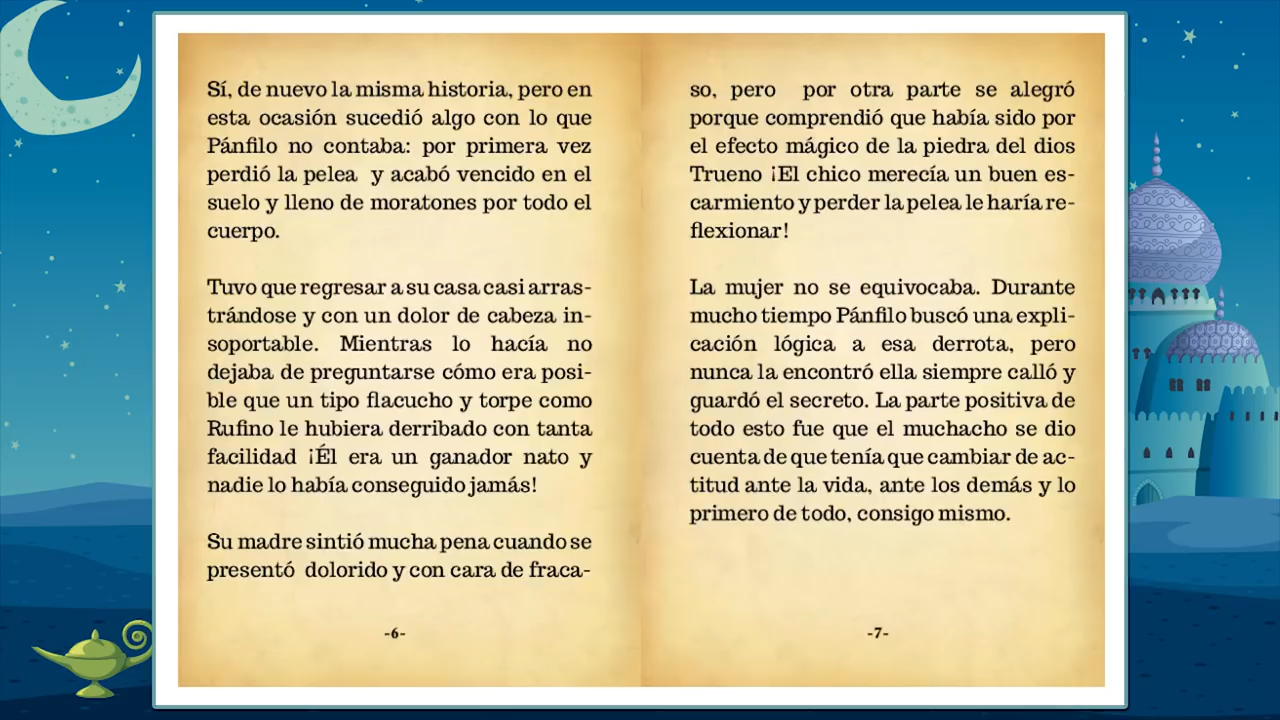 Sí, de nuevo la misma historia, pero en
esta ocasión sucedió algo con lo que
Pánfilo no contaba: por primera vez
perdió la pelea y acabó vencido en el
suelo y lleno de moratones por todo el
cuerpo.
Tuvo que regresar a su casa casi arras-
trándose y con un dolor de cabeza in-
soportable. Mientras lo hacía no
dejaba de preguntarse cómo era posi-
ble que un tipo flacucho y torpe como
Rufino le hubiera derribado con tanta
facilidad ¡Él era un ganador nato y
nadie lo había conseguido jamás!
Su madre sintió mucha pena cuando se
presentó dolorido y con cara de fraca-
-6-
so, pero por otra parte se alegró
porque comprendió que había sido por
el efecto mágico de la piedra del dios
Trueno ¡El chico merecía un buen es-
carmiento y perder la pelea le haría re-
flexionar!
La mujer no se equivocaba. Durante
mucho tiempo Pánfilo buscó una expli-
cación lógica a esa derrota, pero
nunca la encontró ella siempre calló y
guardó el secreto. La parte positiva de
todo esto fue que el muchacho se dio
cuenta de que tenía que cambiar de ac-
titud ante la vida, ante los demás y lo
primero de todo, consigo mismo.
-7-